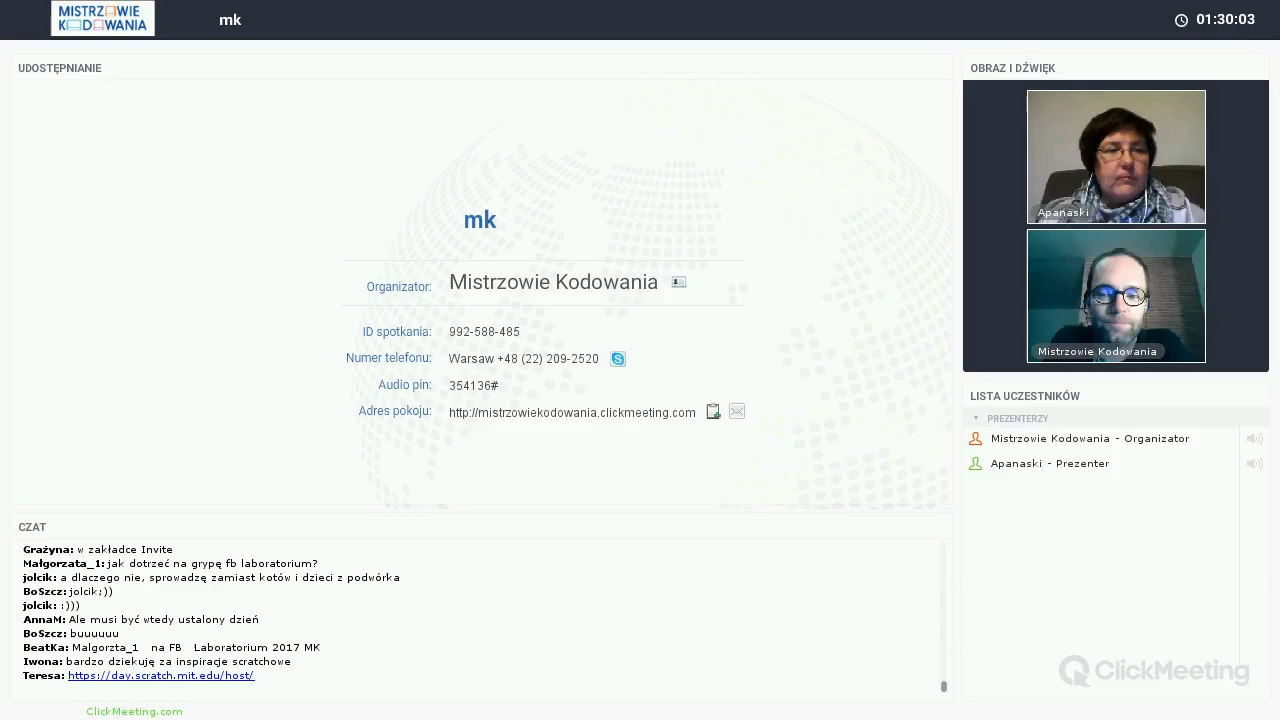 MISTRZOWIE
KODOWANIA
mk
01:30:03
UDOSTĘPNIANIE
mk
Organizator: Mistrzowie Kodowania
ID spotkania: 992-588-485
Numer telefonu: Warsaw +48 (22) 209-2520
Audio pin: 354136#
Adres pokoju: http://mistrzowiekodowania.clickmeeting.com
OBRAZ I DŹWIĘK
Apanaski
Mistrzowie Kodowania
LISTA UCZESTNIKÓW
PREZENTERZY
Mistrzowie Kodowania - Organizator
Apanaski - Prezenter
CZAT
Grażyna: w zakładce Invite
Małgorzata_1: jak dotrzeć na grypę fb laboratorium?
jolcik: a dlaczego nie, sprowadzę zamiast kotów i dzieci z podwórka
BoSzcz: jolcik;))
jolcik: :)))
AnnaM: Ale musi być wtedy ustalony dzień
BoSzcz: buuuuuu
BeatKa: Malgorzta_1 na FB Laboratorium 2017 MK
Iwona: bardzo dziekuję za inspiracje scratchowe
Teresa: https://day.scratch.mit.edu/host/
ClickMeeting
ClickMeeting.com